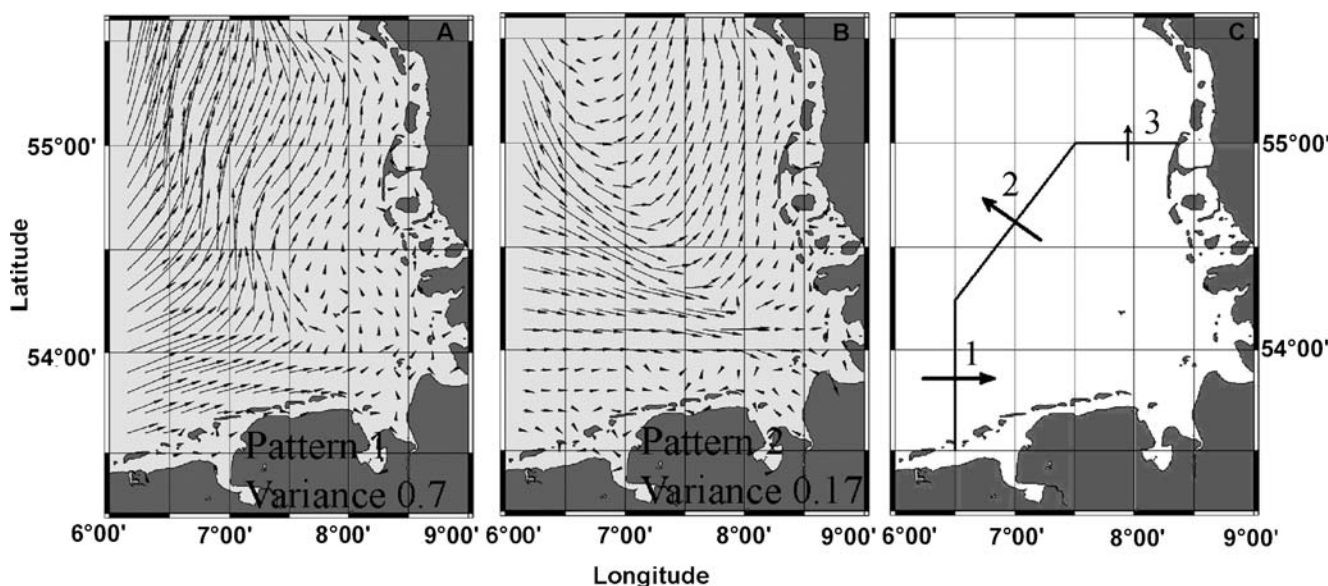 A
B
C
55°00'
54°00'
Latitude
Pattern 1
Variance 0.7
Pattern 2
Variance 0.17
1
2
3
55°00'
54°00'
6°00' 7°00' 8°00' 9°00'
6°00' 7°00' 8°00' 9°00'
6°00' 7°00' 8°00' 9°00'
Longitude